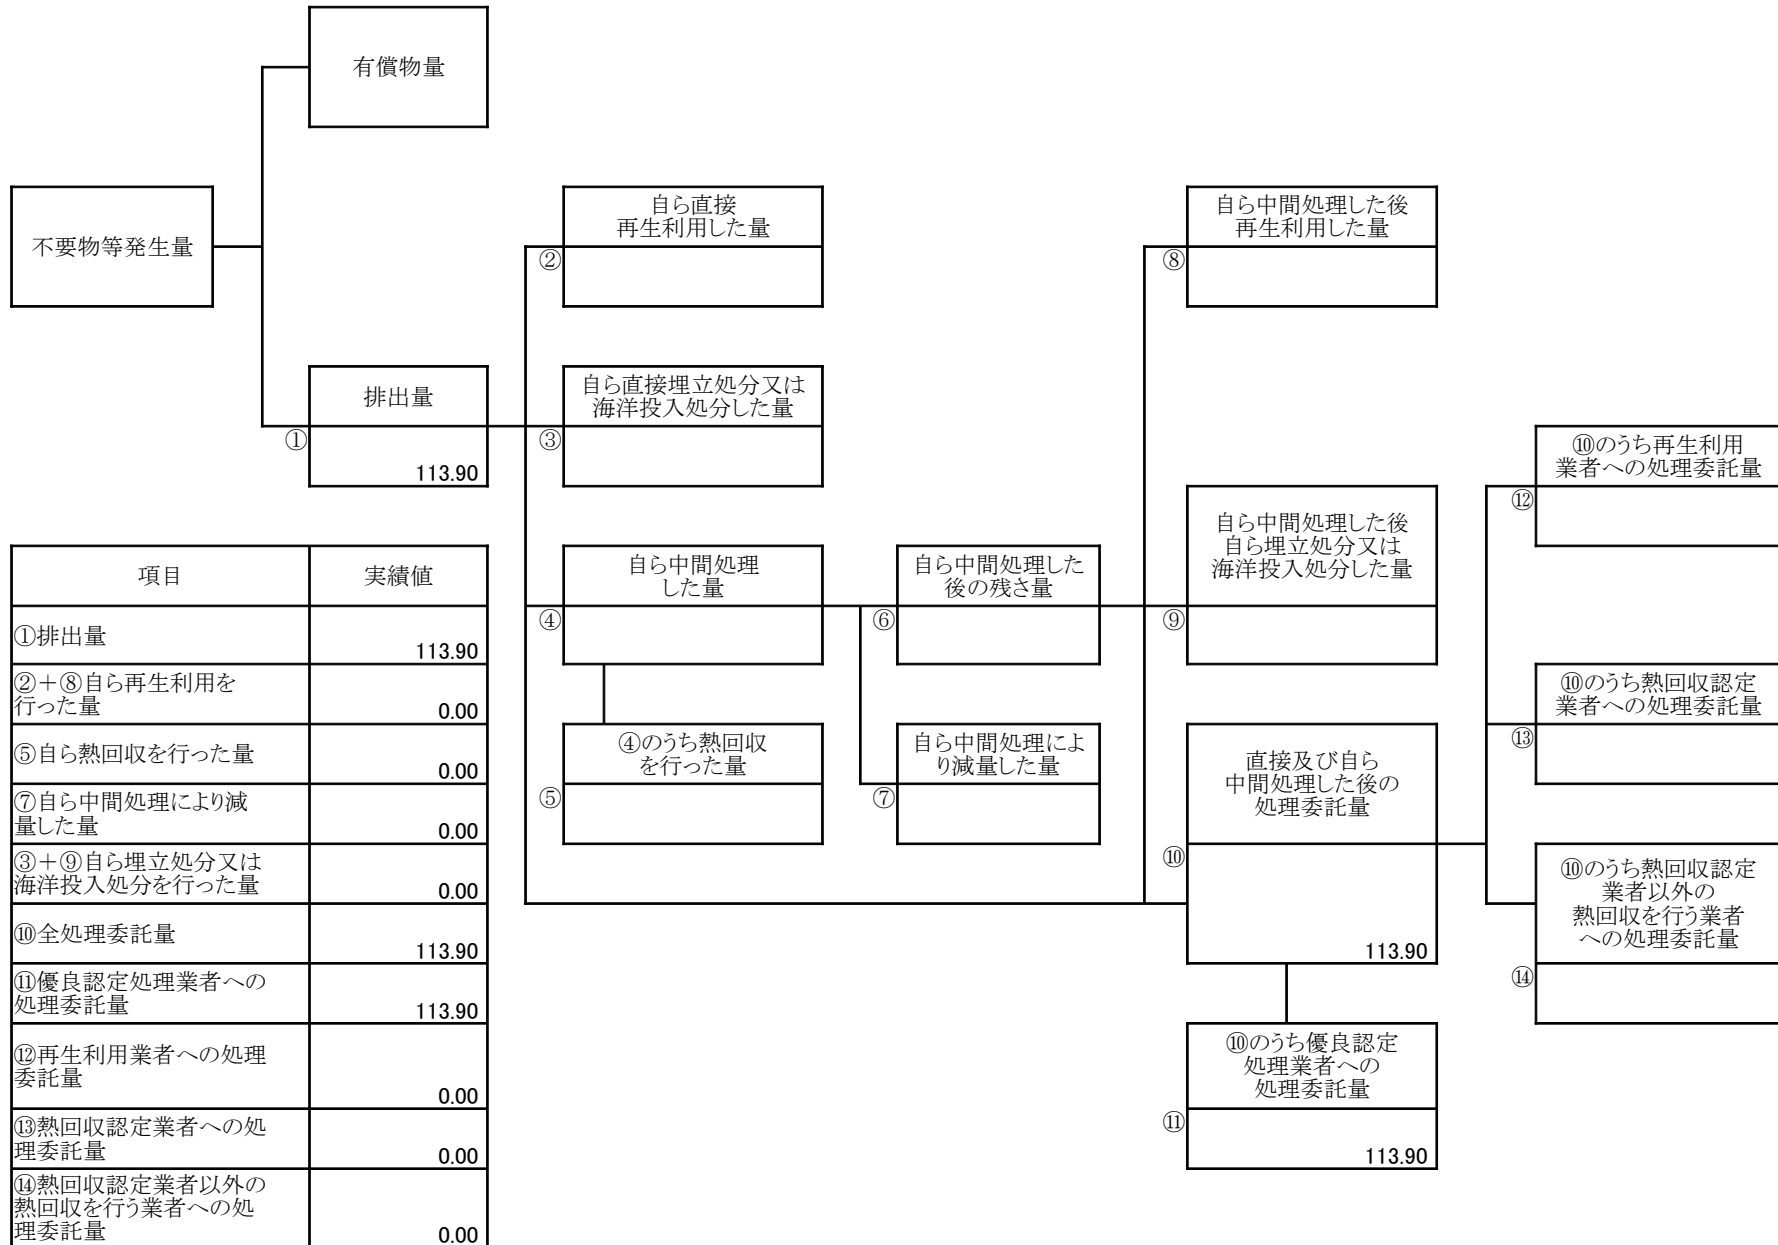 有償物量
不要物等発生量
自ら直接
再生利用した量
②
自ら中間処理した後
再生利用した量
⑧
排出量
①
113.90
自ら直接埋立処分又は
海洋投入処分した量
③
⑩のうち再生利用
業者への処理委託量
⑫
自ら中間処理
した量
④
自ら中間処理した
後の残さ量
⑥
自ら中間処理した後
自ら埋立処分又は
海洋投入処分した量
⑨
④のうち熱回収
を行った量
⑤
自ら中間処理によ
り減量した量
⑦
直接及び自ら
中間処理した後の
処理委託量
⑩
113.90
⑩のうち熱回収認定
業者への処理委託量
⑬
⑩のうち熱回収認定
業者以外の
熱回収を行う業者
への処理委託量
⑭
⑩のうち優良認定
処理業者への
処理委託量
⑪
113.90
項目 実績値
①排出量
113.90
②+⑧自ら再生利用を
行った量
0.00
⑤自ら熱回収を行った量
0.00
⑦自ら中間処理により減
量した量
0.00
③+⑨自ら埋立処分又は
海洋投入処分を行った量
0.00
⑩全処理委託量
113.90
⑪優良認定処理業者への
処理委託量
113.90
⑫再生利用業者への処理
委託量
0.00
⑬熱回収認定業者への処
理委託量
0.00
⑭熱回収認定業者以外の
熱回収を行う業者への処
理委託量
0.00